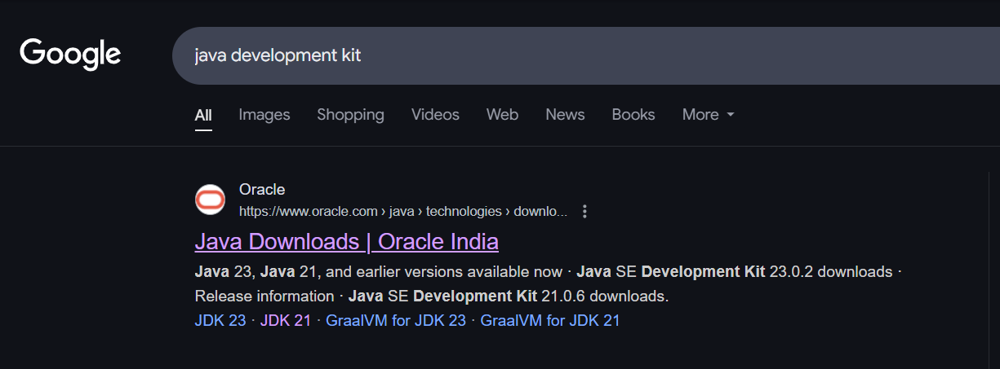 Google
java development kit
All Images Shopping Videos Web News Books More
Oracle
https://www.oracle.com › java › technologies › downlo...
Java Downloads | Oracle India
Java 23, Java 21, and earlier versions available now · Java SE Development Kit 23.0.2 downloads ·
Release information · Java SE Development Kit 21.0.6 downloads.
JDK 23 · JDK 21 · GraalVM for JDK 23 · GraalVM for JDK 21